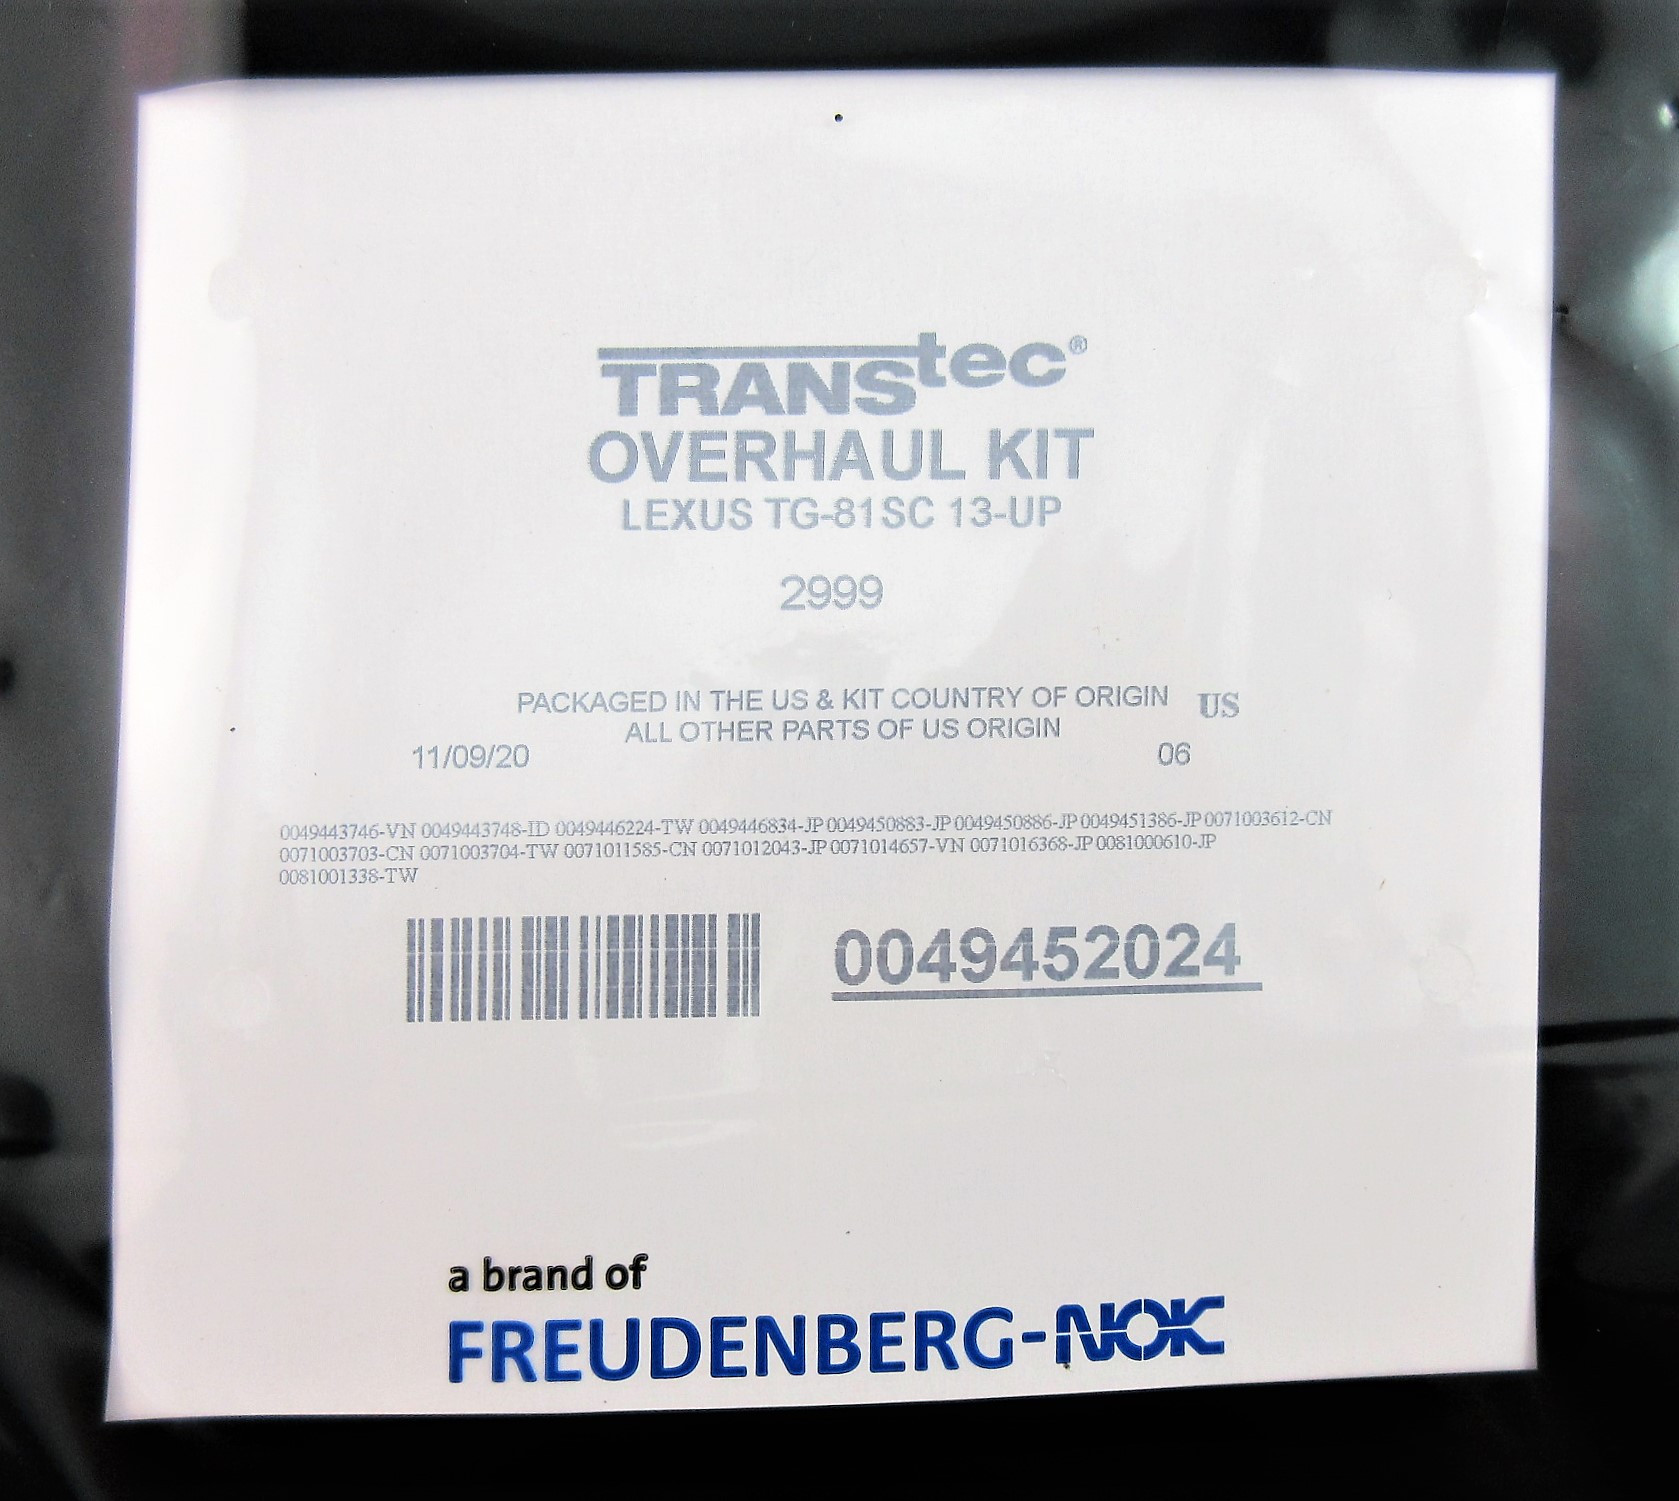 TRANStec®
OVERHAUL KIT
LEXUS TG-81SC 13-UP
2999
PACKAGED IN THE US & KIT COUNTRY OF ORIGIN US
ALL OTHER PARTS OF US ORIGIN
11/09/20 06
0049443746-VN 0049443748-ID 0049446224-TW 0049446834-JP 0049450883-JP 0049450886-JP 0049451386-JP 0071003612-CN
0071003703-CN 0071003704-TW 0071011585-CN 0071012043-JP 0071014657-VN 0071016368-JP 0081000610-JP
0081001338-TW
0049452024
a brand of
FREUDENBERG-NOK